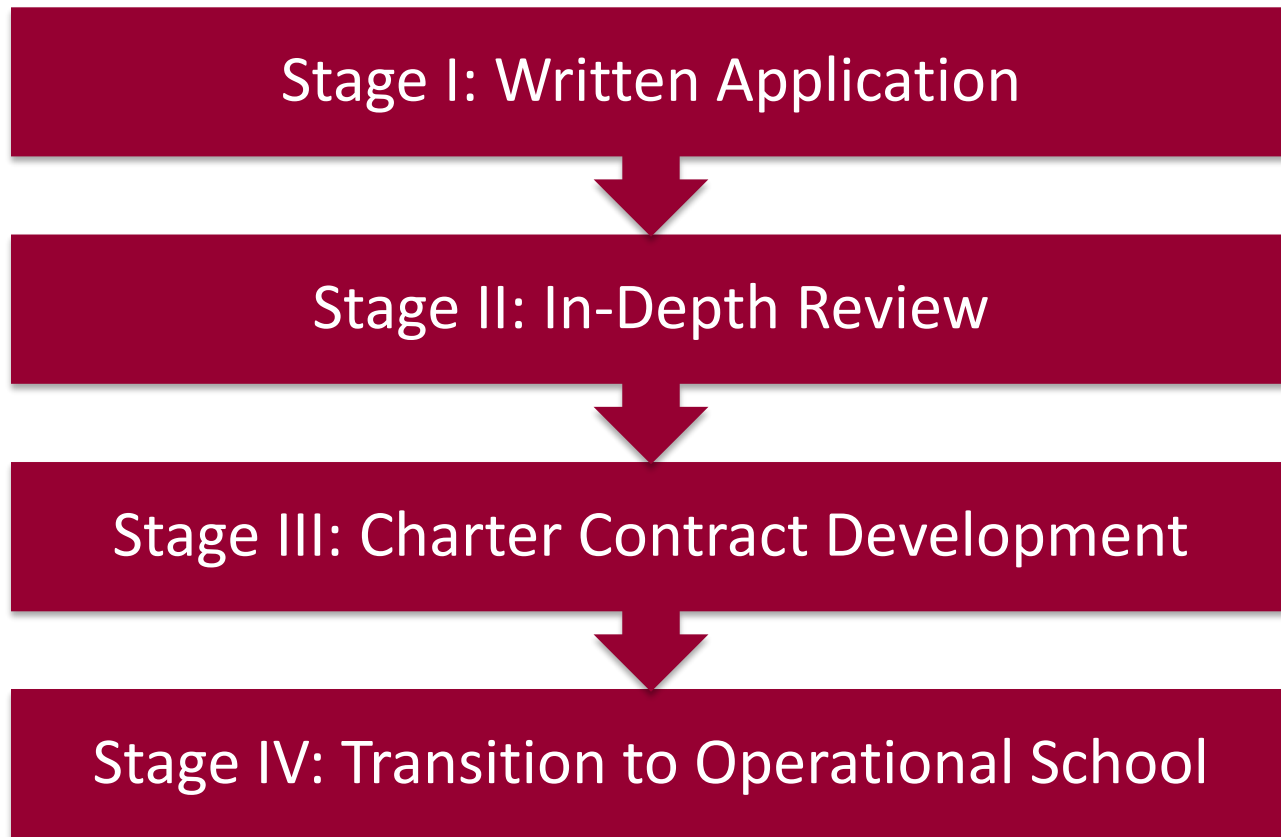 Stage I: Written Application
Stage II: In-Depth Review
Stage III: Charter Contract Development
Stage IV: Transition to Operational School